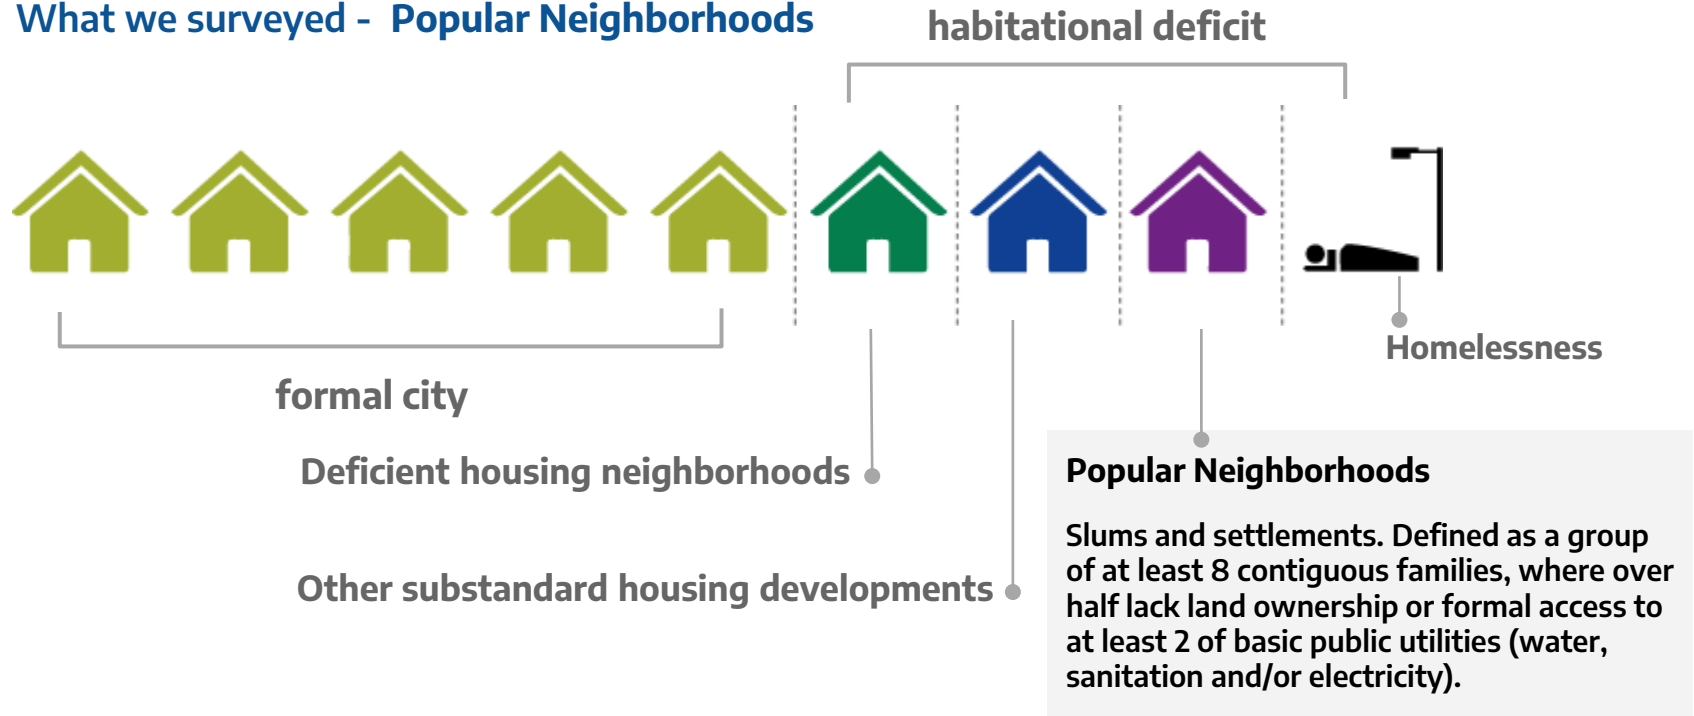 What we surveyed - Popular Neighborhoods
habitational deficit
Homelessness
formal city
Deficient housing neighborhoods
Other substandard housing developments
Popular Neighborhoods
Slums and settlements. Defined as a group
of at least 8 contiguous families, where over
half lack land ownership or formal access to
at least 2 of basic public utilities (water,
sanitation and/or electricity).